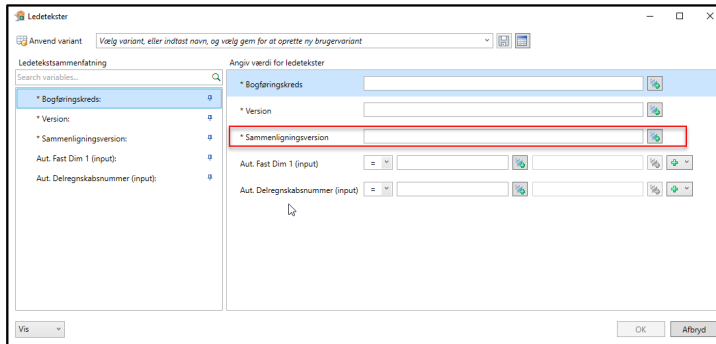 Ledetekster
Anvend variant
Vælg variant, eller indtast navn, og vælg gem for at oprette ny brugervariant
Ledetekstsammenfatning
Angiv værdi for ledetekster
Search variables...
* Bogføringskreds:
* Version:
* Sammenligningsversion:
Aut. Fast Dim 1 (input):
Aut. Delregnskabsnummer (input):
* Bogføringskreds
* Version
* Sammenligningsversion
Aut. Fast Dim 1 (input) =
Aut. Delregnskabsnummer (input) =
Vis
OK
Afbryd